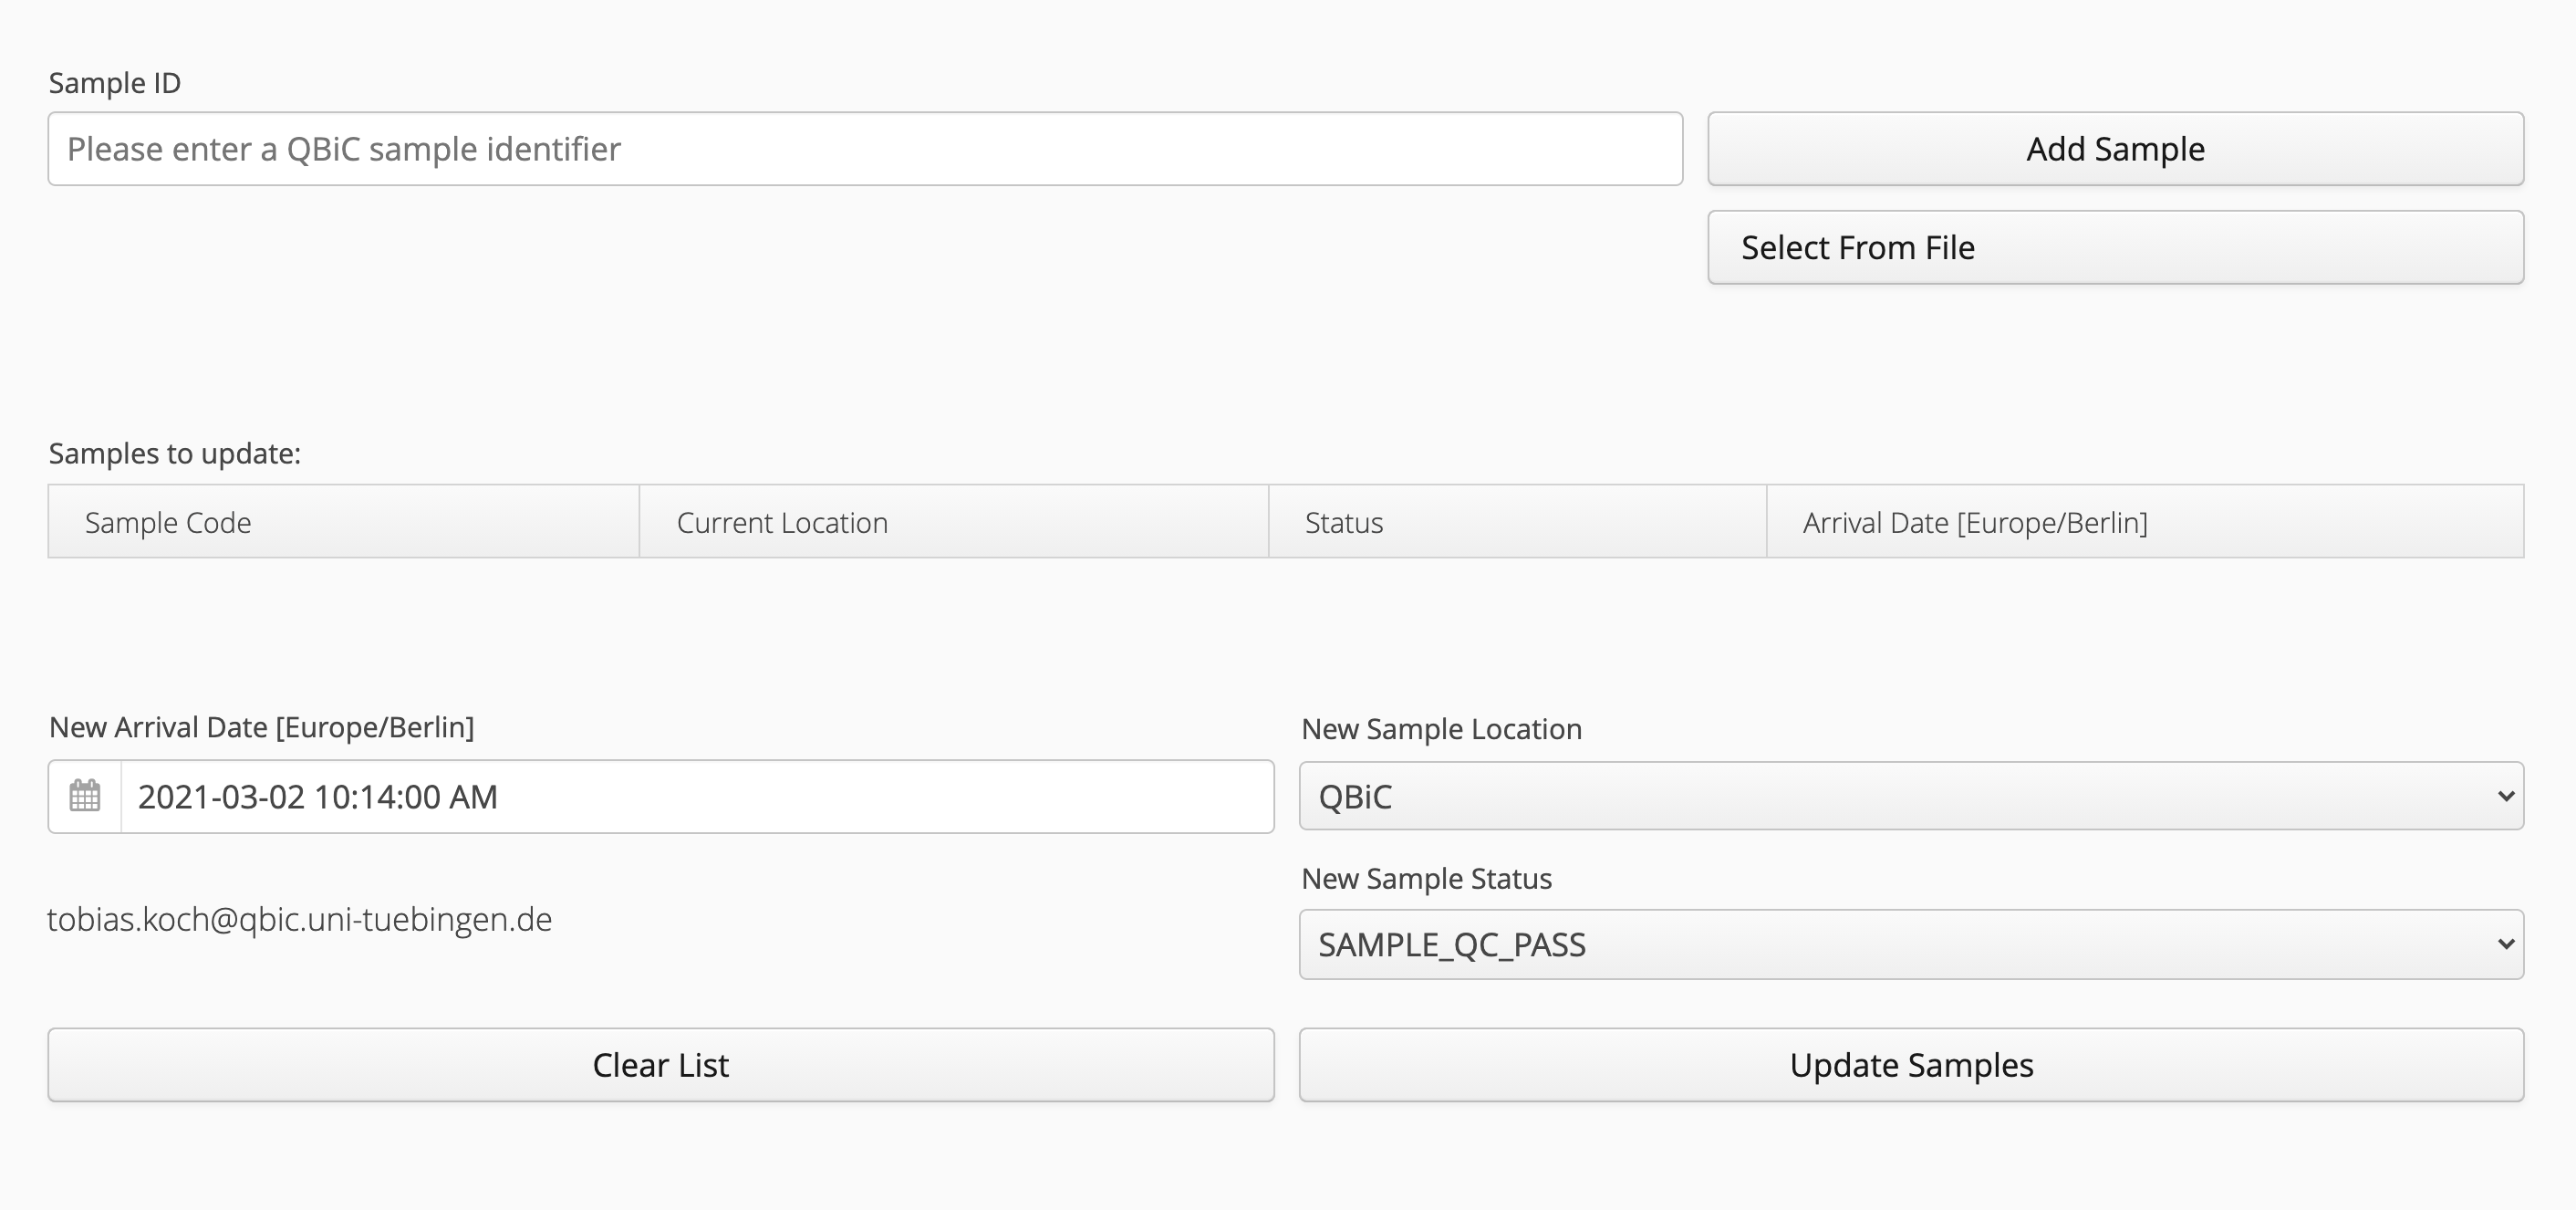 Sample ID
Please enter a QBiC sample identifier
Add Sample
Select From File
Samples to update:
Sample Code Current Location Status Arrival Date [Europe/Berlin]
New Arrival Date [Europe/Berlin]
2021-03-02 10:14:00 AM
New Sample Location
QBiC
tobias.koch@qbic.uni-tuebingen.de
New Sample Status
SAMPLE_QC_PASS
Clear List
Update Samples